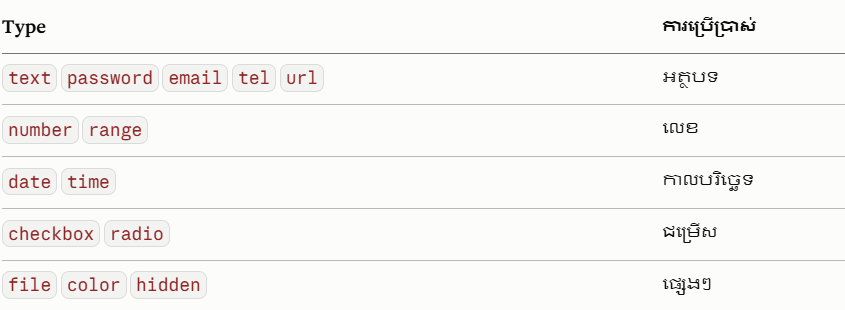 Type ការប្រើប្រាស់
text password email tel url អត្ថបទ
number range លេខ
date time កាលបរិច្ឆេទ
checkbox radio ជម្រើស
file color hidden ផ្សេងៗ